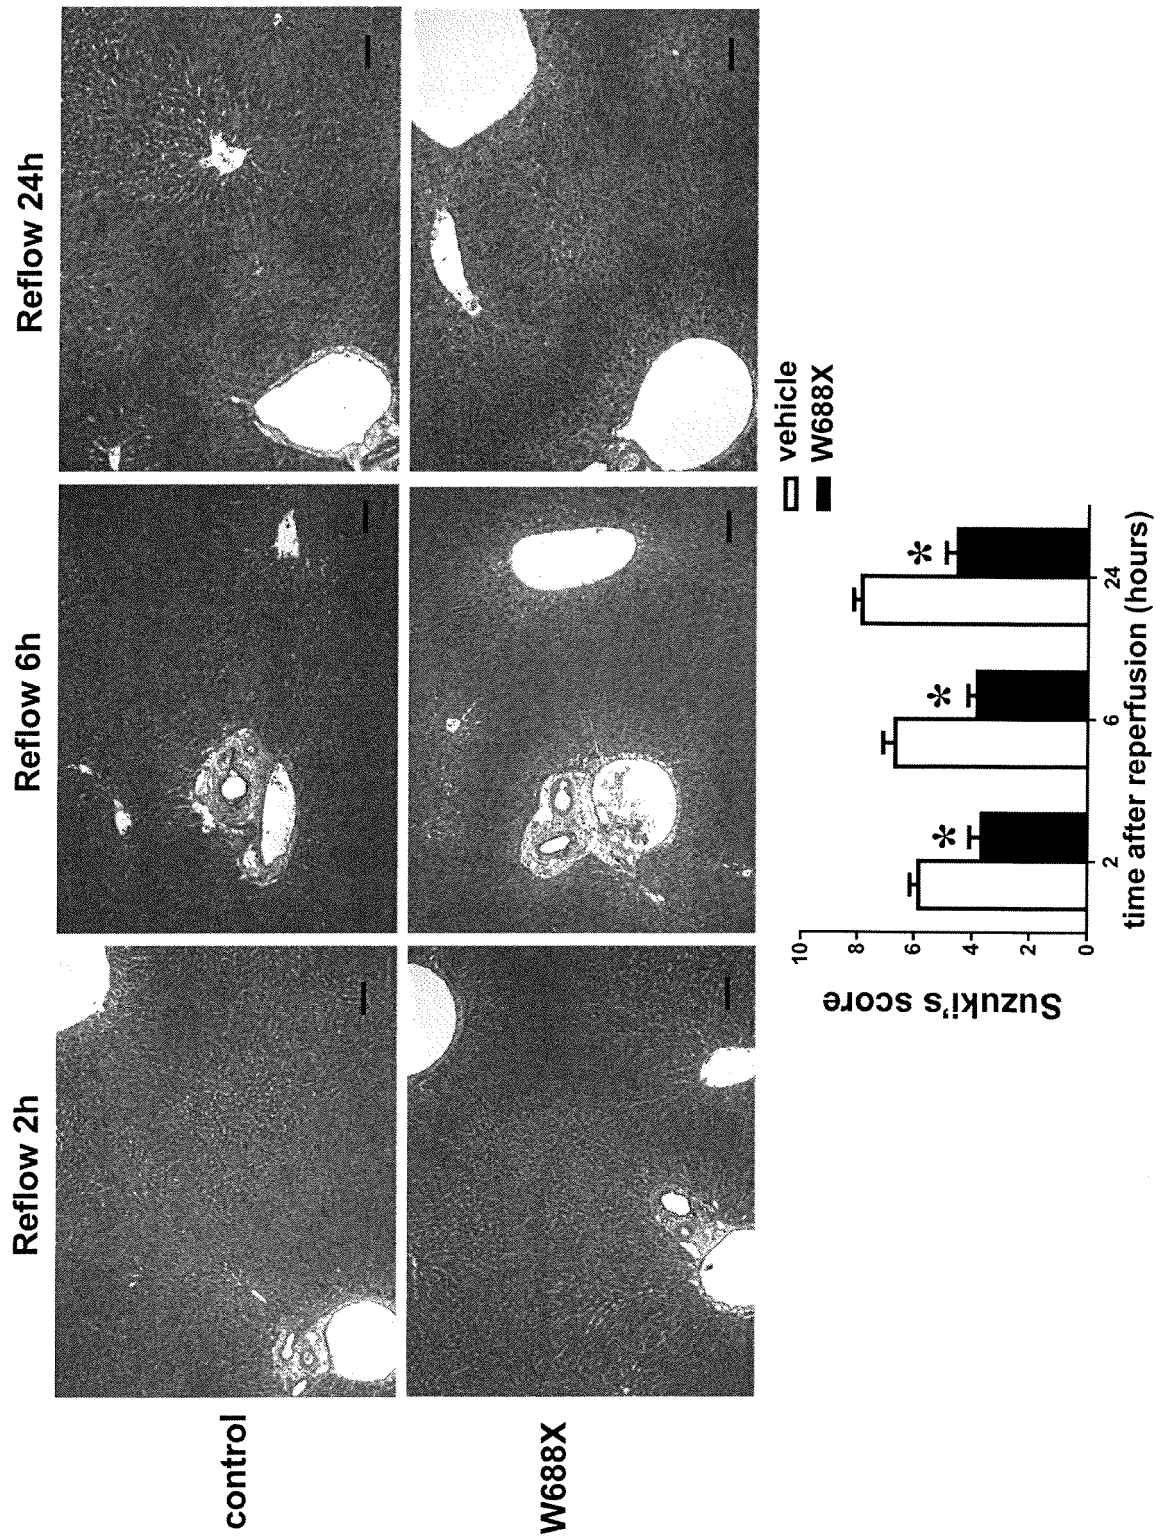 Reflow 2h
Reflow 6h
Reflow 24h
control
W688X
vehicle
W688X
Suzuki's score
10
8
6
4
2
0
*
*
*
2
6
24
time after reperfusion (hours)